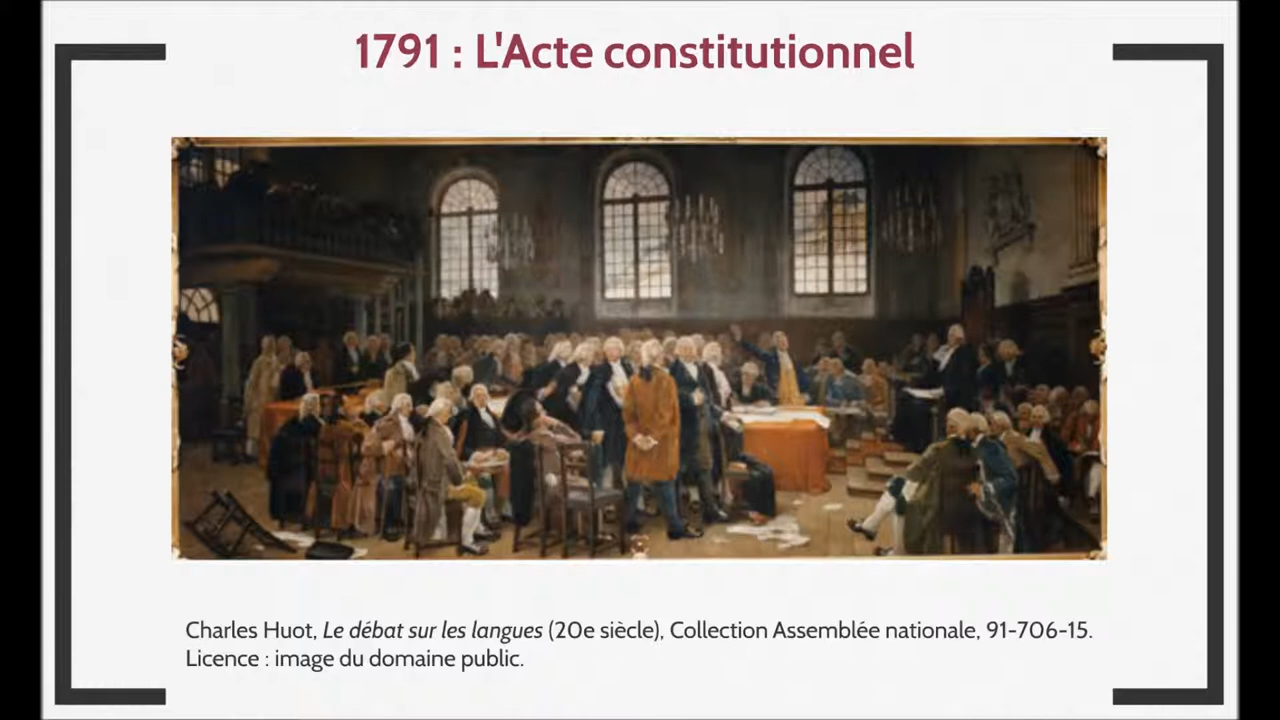 1791 : L'Acte constitutionnel
Charles Huot, Le débat sur les langues (20e siècle), Collection Assemblée nationale, 91-706-15.
Licence : image du domaine public.